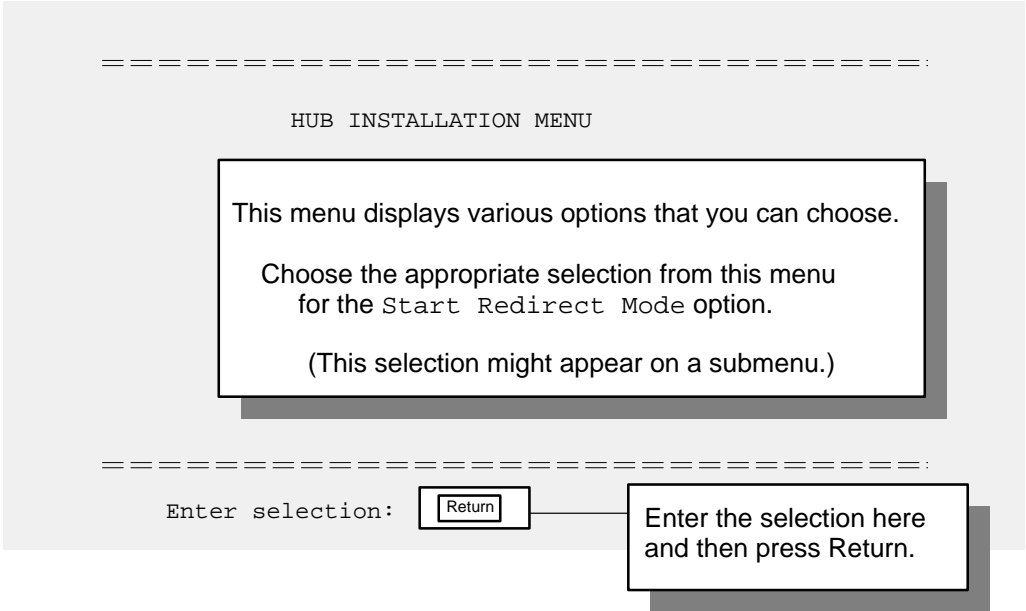 =============================
HUB INSTALLATION MENU
This menu displays various options that you can choose.
Choose the appropriate selection from this menu
for the Start Redirect Mode option.
(This selection might appear on a submenu.)
=============================
Enter selection: Return
Enter the selection here
and then press Return.